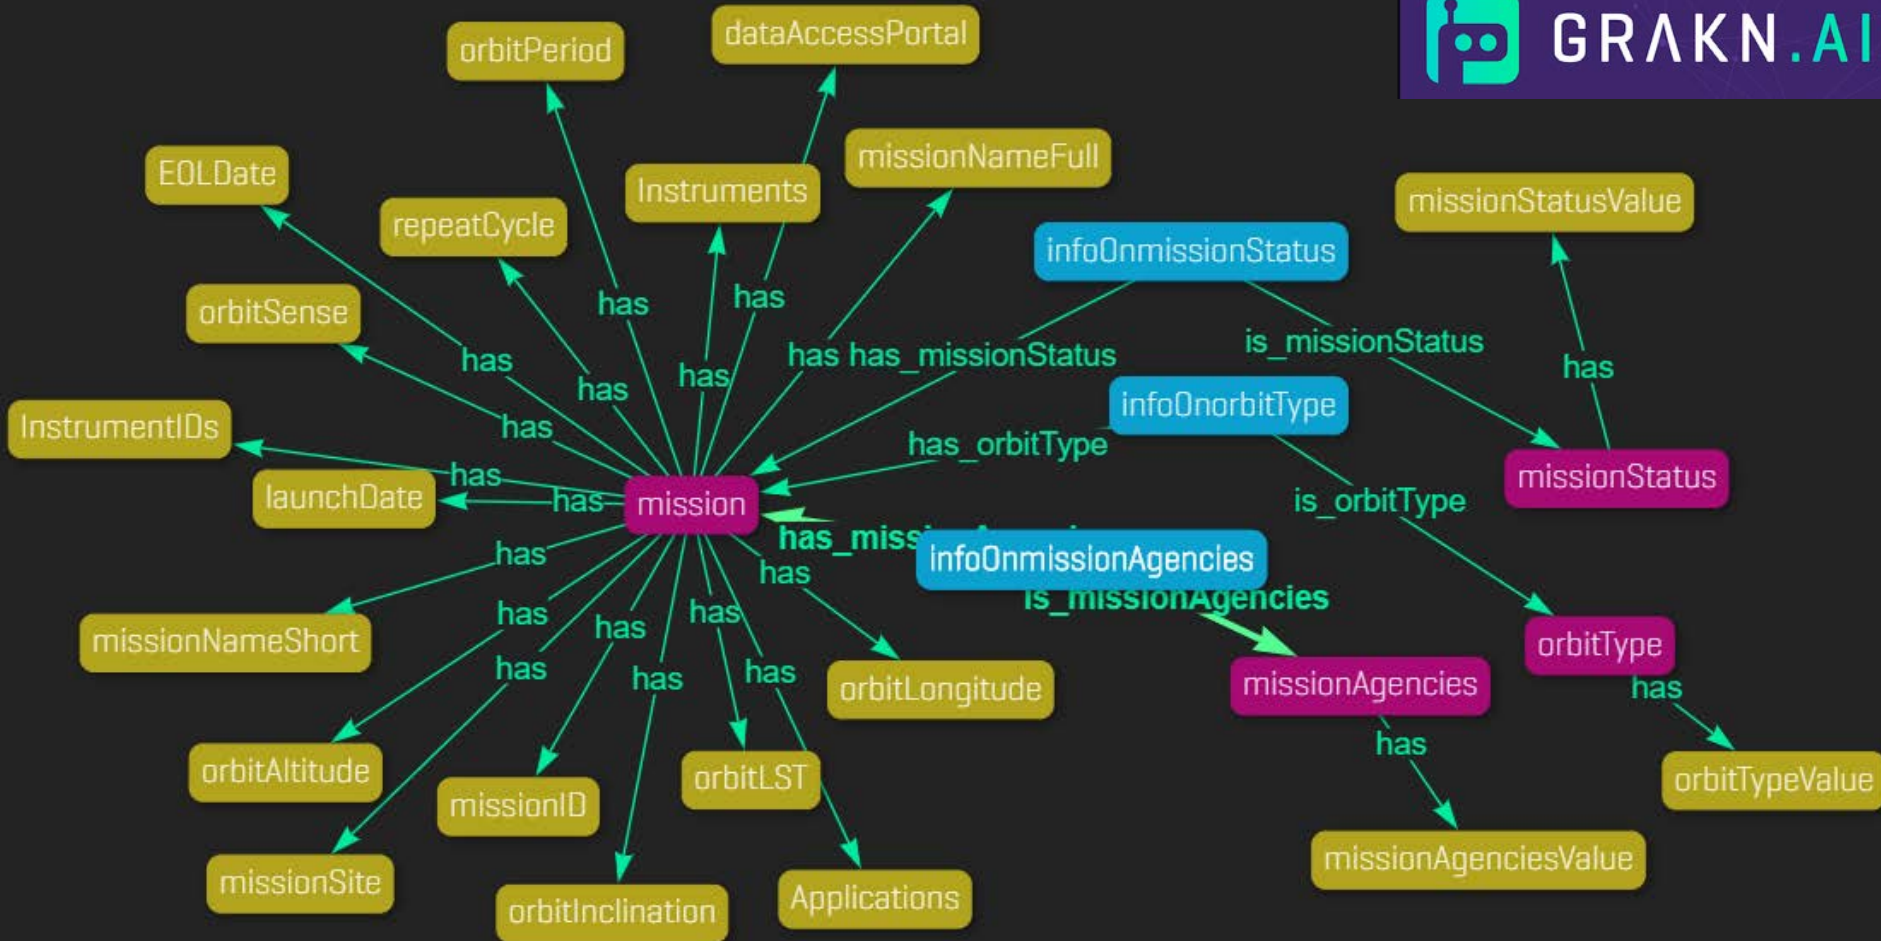 dataAccessPortal
GRAKN.AI
orbitPeriod
missionNameFull
EOLDate
Instruments
missionStatusValue
repeatCycle
infoOnmissionStatus
orbitSense
has
has
is_missionStatus
has
has
has_missionStatus
has
has
has
infoOnorbitType
InstrumentIDs
has
has_orbitType
has
missionStatus
launchDate
has
mission
is_orbitType
has_miss
has
infoOnmissionAgencies
has
is_missionAgencies
has
has
has
missionNameShort
orbitType
has
has
has
missionAgencies
has
orbitLongitude
has
orbitAltitude
orbitLST
orbitTypeValue
missionID
missionAgenciesValue
missionSite
Applications
orbitInclination